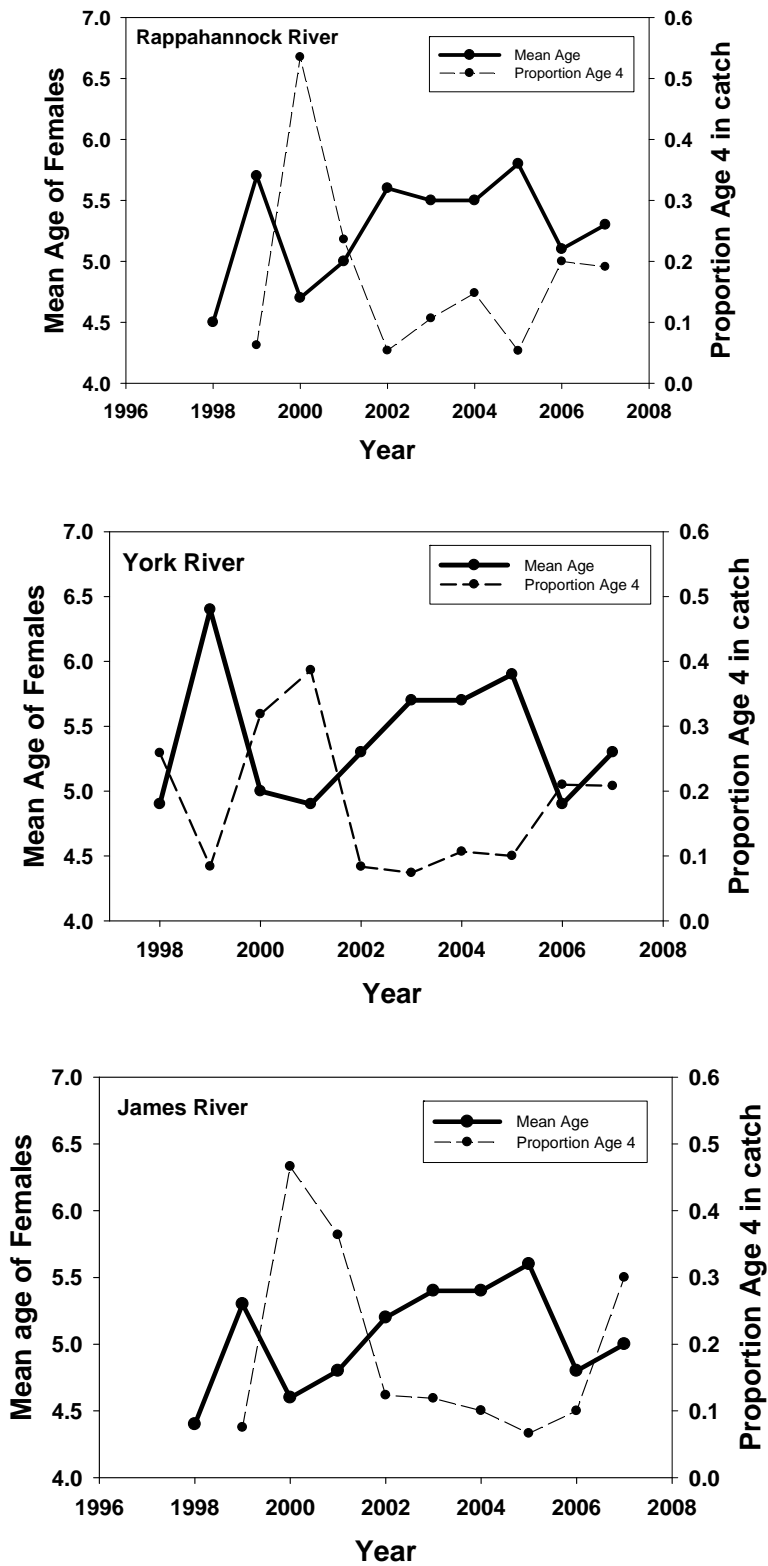 Rappahannock River
Mean Age
Proportion Age 4
Mean Age of Females
7.0
6.5
6.0
5.5
5.0
4.5
4.0
Proportion Age 4 in catch
0.6
0.5
0.4
0.3
0.2
0.1
0.0
1996 1998 2000 2002 2004 2006 2008
Year
York River
Mean Age
Proportion Age 4
Mean Age of Females
7.0
6.5
6.0
5.5
5.0
4.5
4.0
Proportion Age 4 in catch
0.6
0.5
0.4
0.3
0.2
0.1
0.0
1998 2000 2002 2004 2006 2008
Year
James River
Mean Age
Proportion Age 4
Mean age of Females
7.0
6.5
6.0
5.5
5.0
4.5
4.0
Proportion Age 4 in catch
0.6
0.5
0.4
0.3
0.2
0.1
0.0
1996 1998 2000 2002 2004 2006 2008
Year